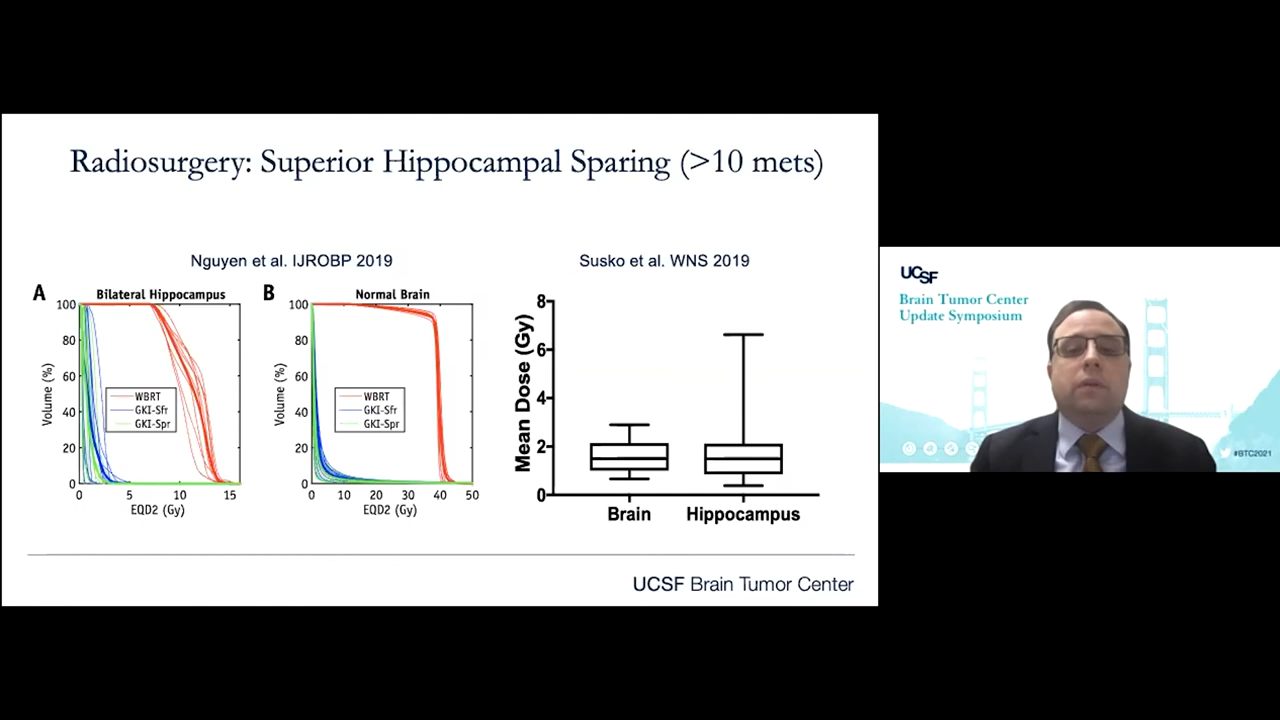 Radiosurgery: Superior Hippocampal Sparing (>10 mets)
Nguyen et al. IJROBP 2019
Susko et al. WNS 2019
A
Bilateral Hippocampus
100
80
60
40
20
0
Volume (%)
WBRT
GKI-Sfr
GKI-Spr
0 5 10 15
EQD2 (Gy)
B
Normal Brain
100
80
60
40
20
0
Volume (%)
WBRT
GKI-Sfr
GKI-Spr
0 10 20 30 40 50
EQD2 (Gy)
8
6
4
2
0
Mean Dose (Gy)
Brain Hippocampus
UCSF Brain Tumor Center
UCSF
Brain Tumor Center
Update Symposium
#BTC2021